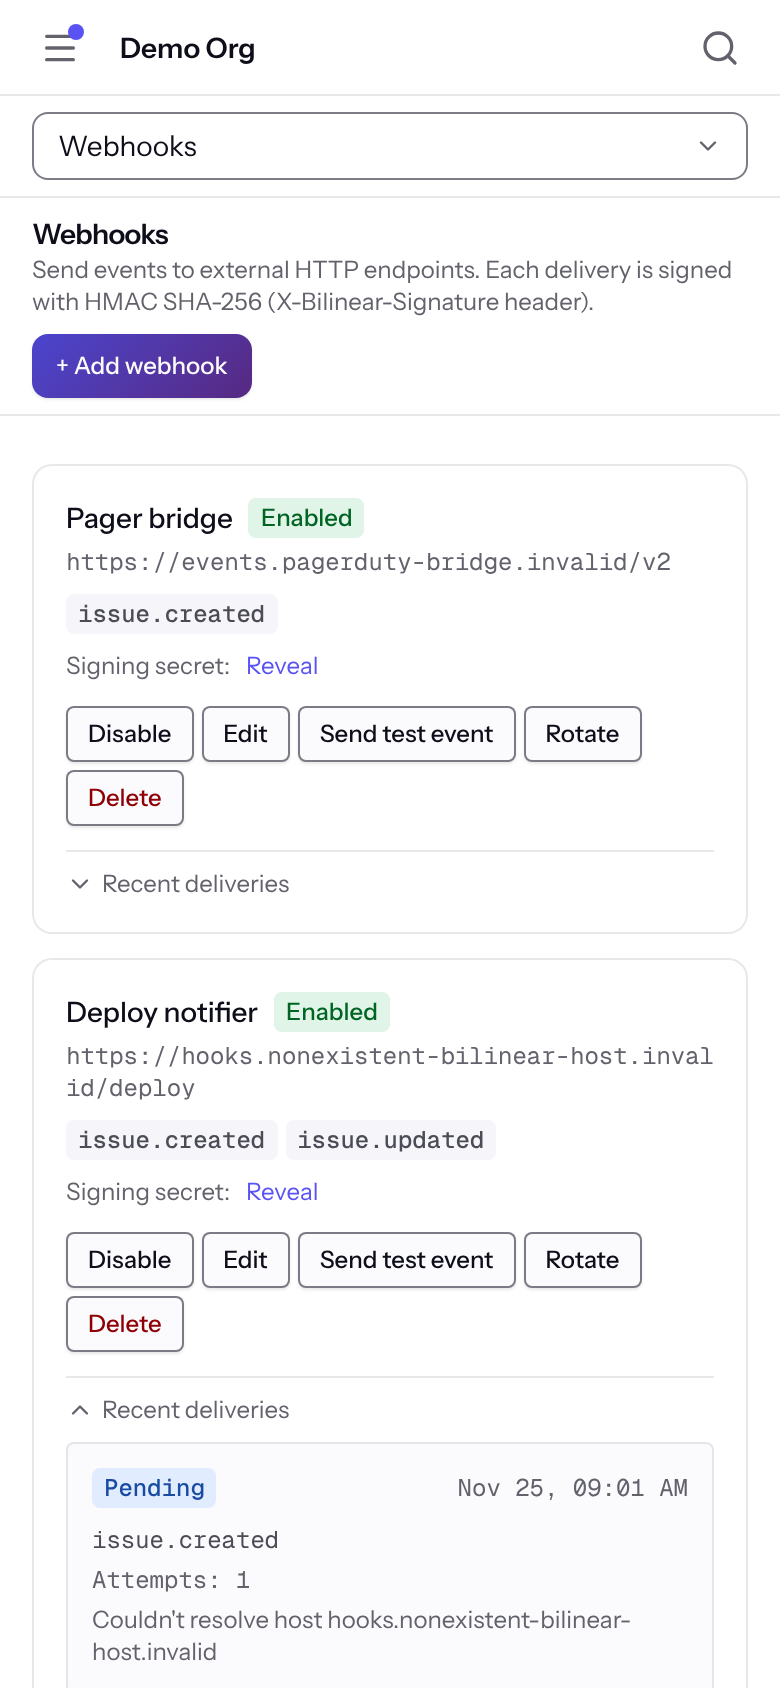 Demo Org
Webhooks
Webhooks
Send events to external HTTP endpoints. Each delivery is signed
with HMAC SHA-256 (X-Bilinear-Signature header).
+ Add webhook
Pager bridge Enabled
https://events.pagerduty-bridge.invalid/v2
issue.created
Signing secret: Reveal
Disable Edit Send test event Rotate
Delete
Recent deliveries
Deploy notifier Enabled
https://hooks.nonexistent-bilinear-host.inval
id/deploy
issue.created issue.updated
Signing secret: Reveal
Disable Edit Send test event Rotate
Delete
Recent deliveries
Pending Nov 25, 09:01 AM
issue.created
Attempts: 1
Couldn't resolve host hooks.nonexistent-bilinear-
host.invalid